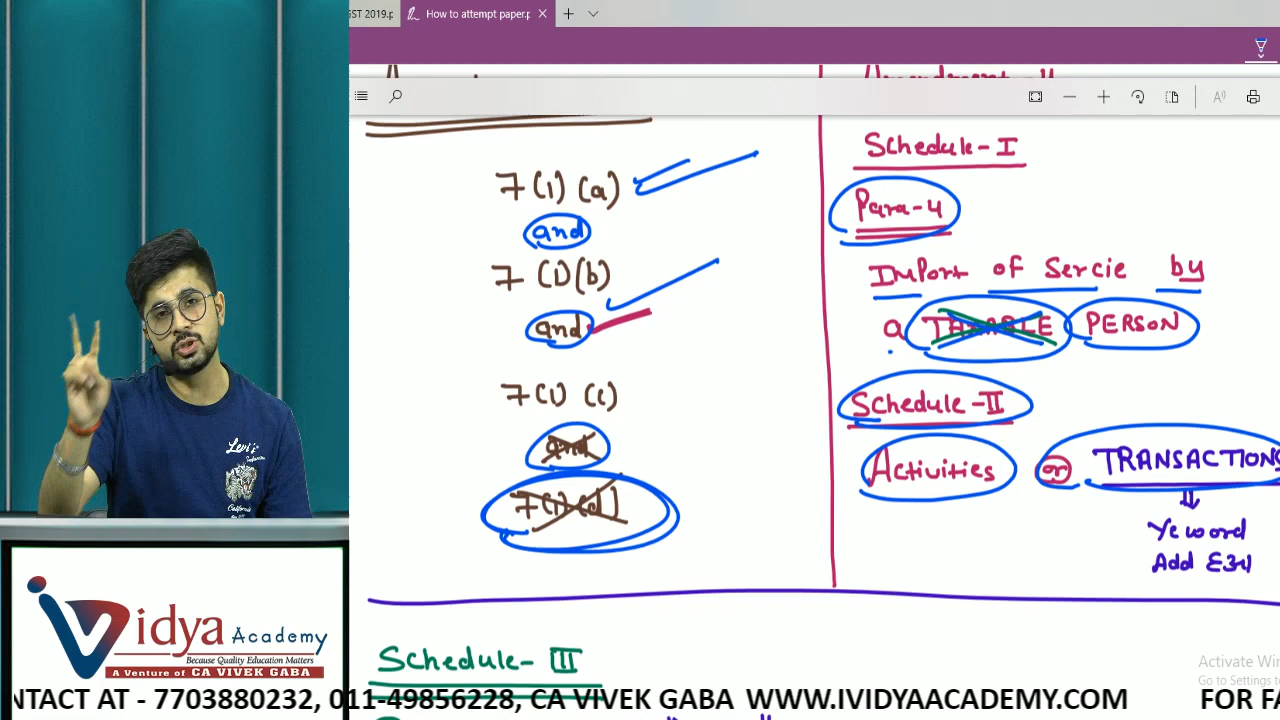 GST 2019.p
How to attempt paper.p
Schedule-I
7(1)(a)
Para-4
and
7(1)(b)
Import of Sercie by
and
a TAXABLE PERSON
7(1)(c)
Schedule-II
and
Activities or TRANSACTIONS
7(1)(d)
Ye word
Add हुआ
Schedule-III
Levi's
California
iVidya Academy
Because Quality Education Matters
A Venture of CA VIVEK GABA
Activate Win
Go to Settings t
NTACT AT - 7703880232, 011-49856228, CA VIVEK GABA WWW.IVIDYAACADEMY.COM FOR FA